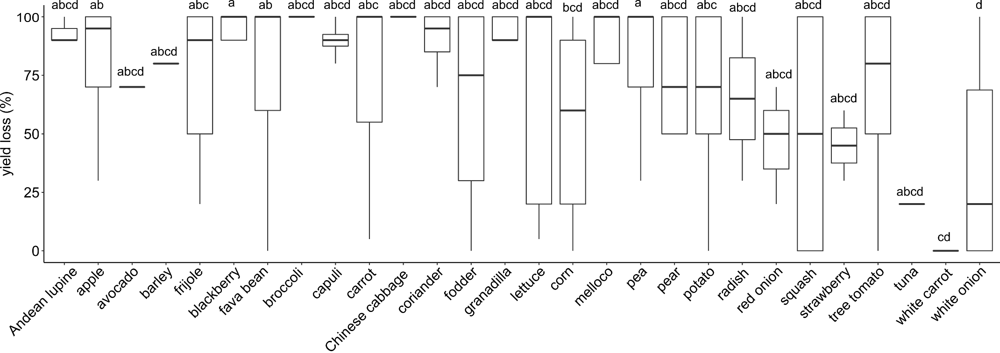 abcd ab abc a ab abcd abcd abc abcd abcd abcd abcd abcd bcd abcd a abcd abc abcd abcd abcd d
100
abcd
abcd
75
abcd
abcd
50
25
abcd
0
cd
yield loss (%)
Andean lupine
apple
avocado
barley
frijole
blackberry
fava bean
broccoli
capuli
carrot
Chinese cabbage
coriander
fodder
granadilla
lettuce
corn
melloco
pea
pear
potato
radish
red onion
squash
strawberry
tree tomato
tuna
white carrot
white onion